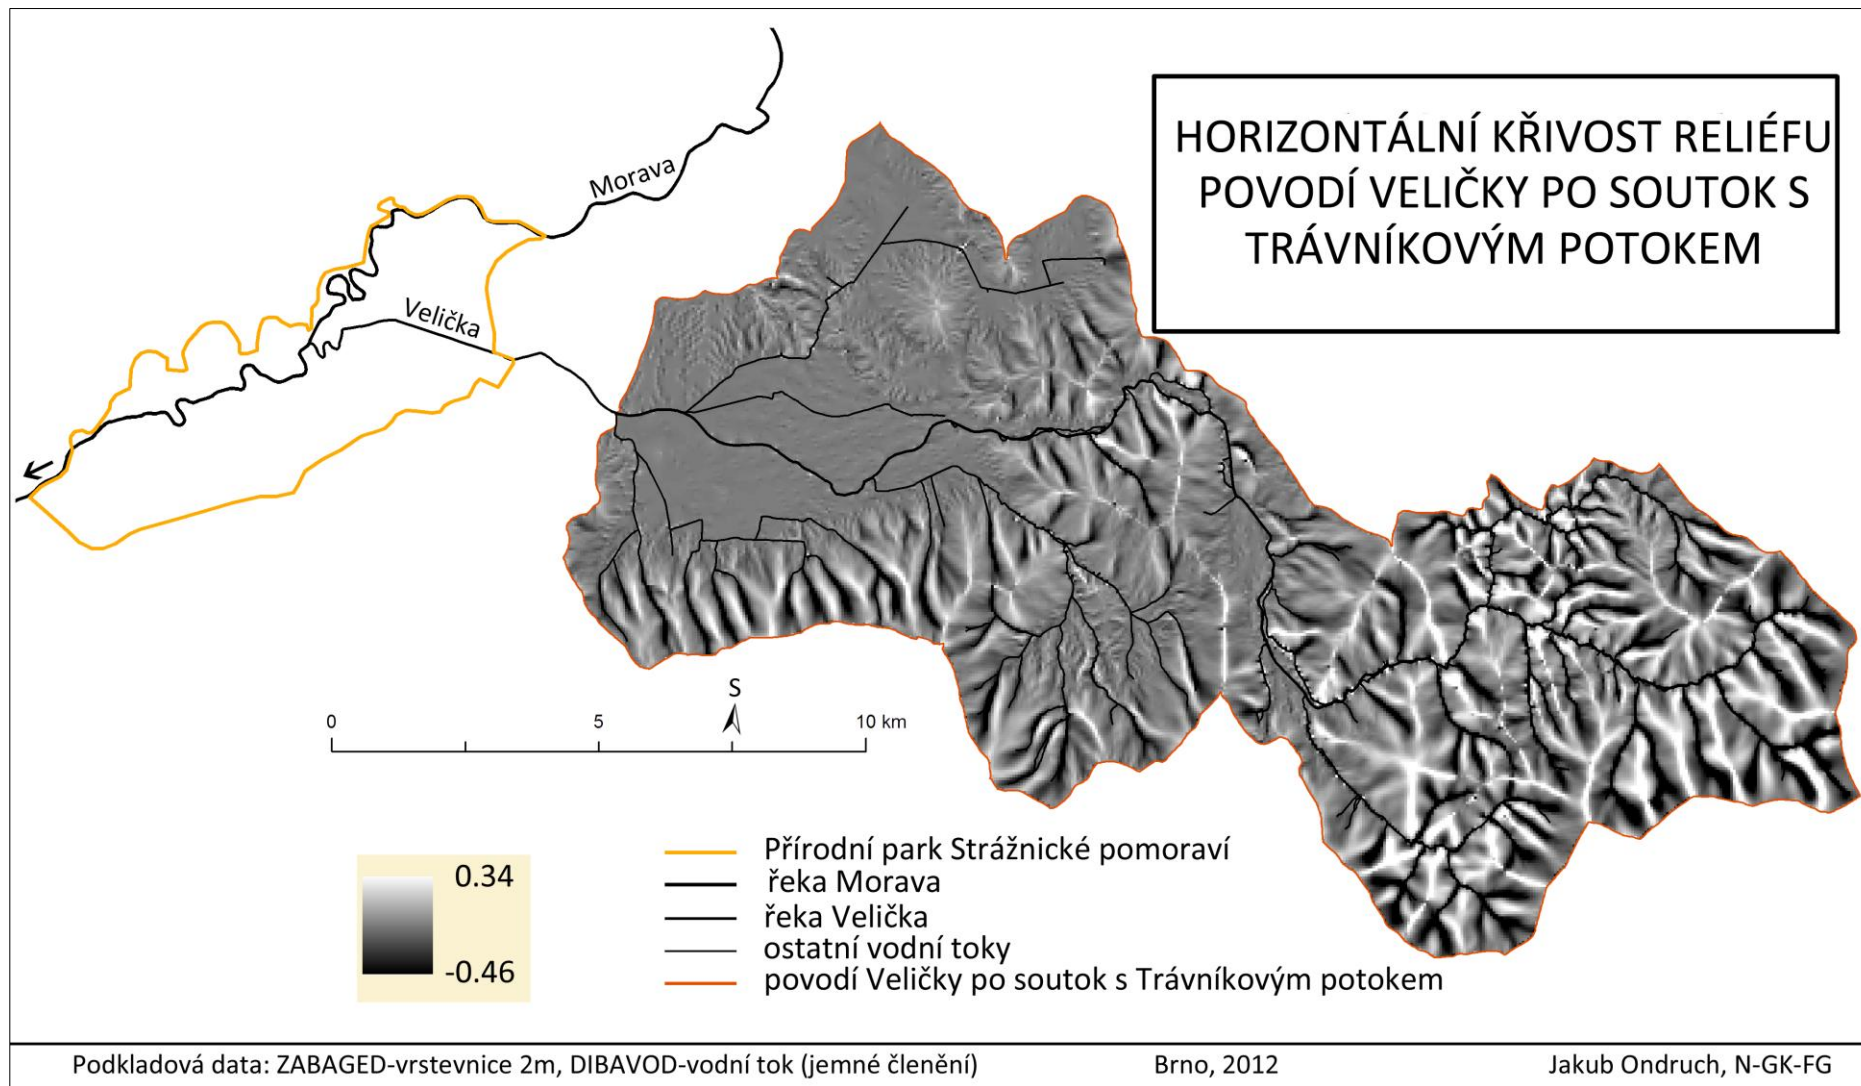 HORIZONTÁLNÍ KŘIVOST RELIÉFU
POVODÍ VELIČKY PO SOUTOK S
TRÁVNÍKOVÝM POTOKEM
Morava
Velička
S
0 5 10 km
0.34
-0.46
Přírodní park Strážnické pomoraví
řeka Morava
řeka Velička
ostatní vodní toky
povodí Veličky po soutok s Trávníkovým potokem
Podkladová data: ZABAGED-vrstevnice 2m, DIBAVOD-vodní tok (jemné členění) Brno, 2012 Jakub Ondruch, N-GK-FG